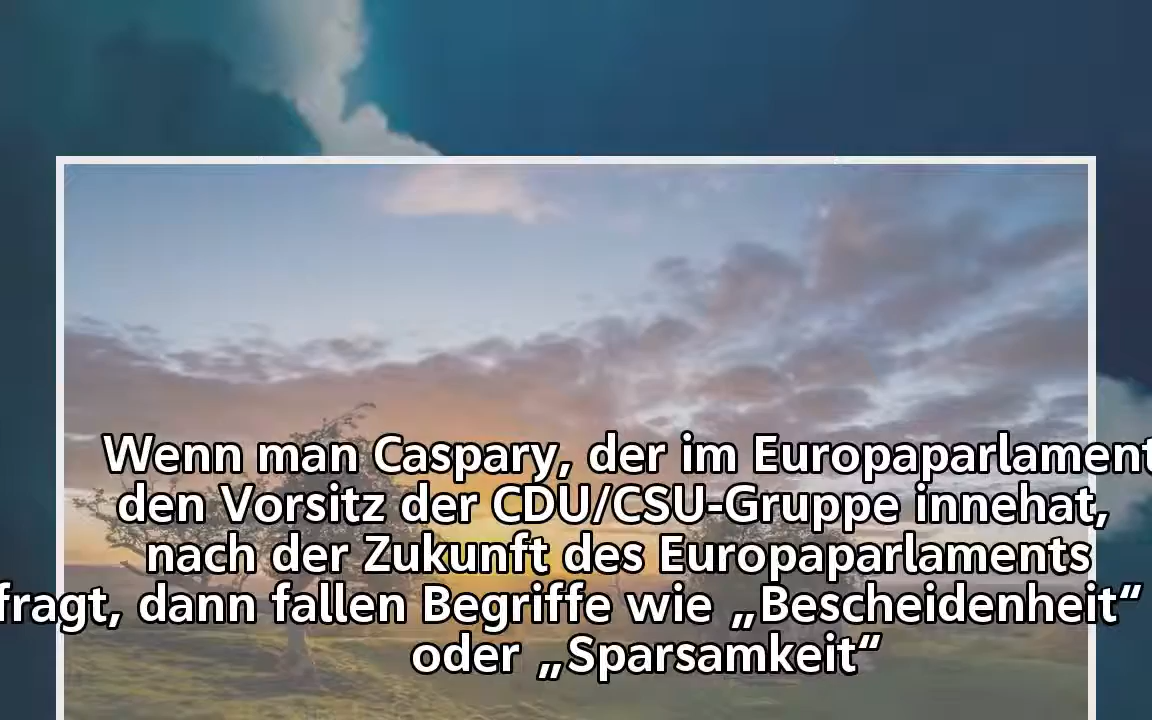 Wenn man Caspary, der im Europaparlament
den Vorsitz der CDU/CSU-Gruppe innehat,
nach der Zukunft des Europaparlaments
fragt, dann fallen Begriffe wie „Bescheidenheit“
oder „Sparsamkeit“